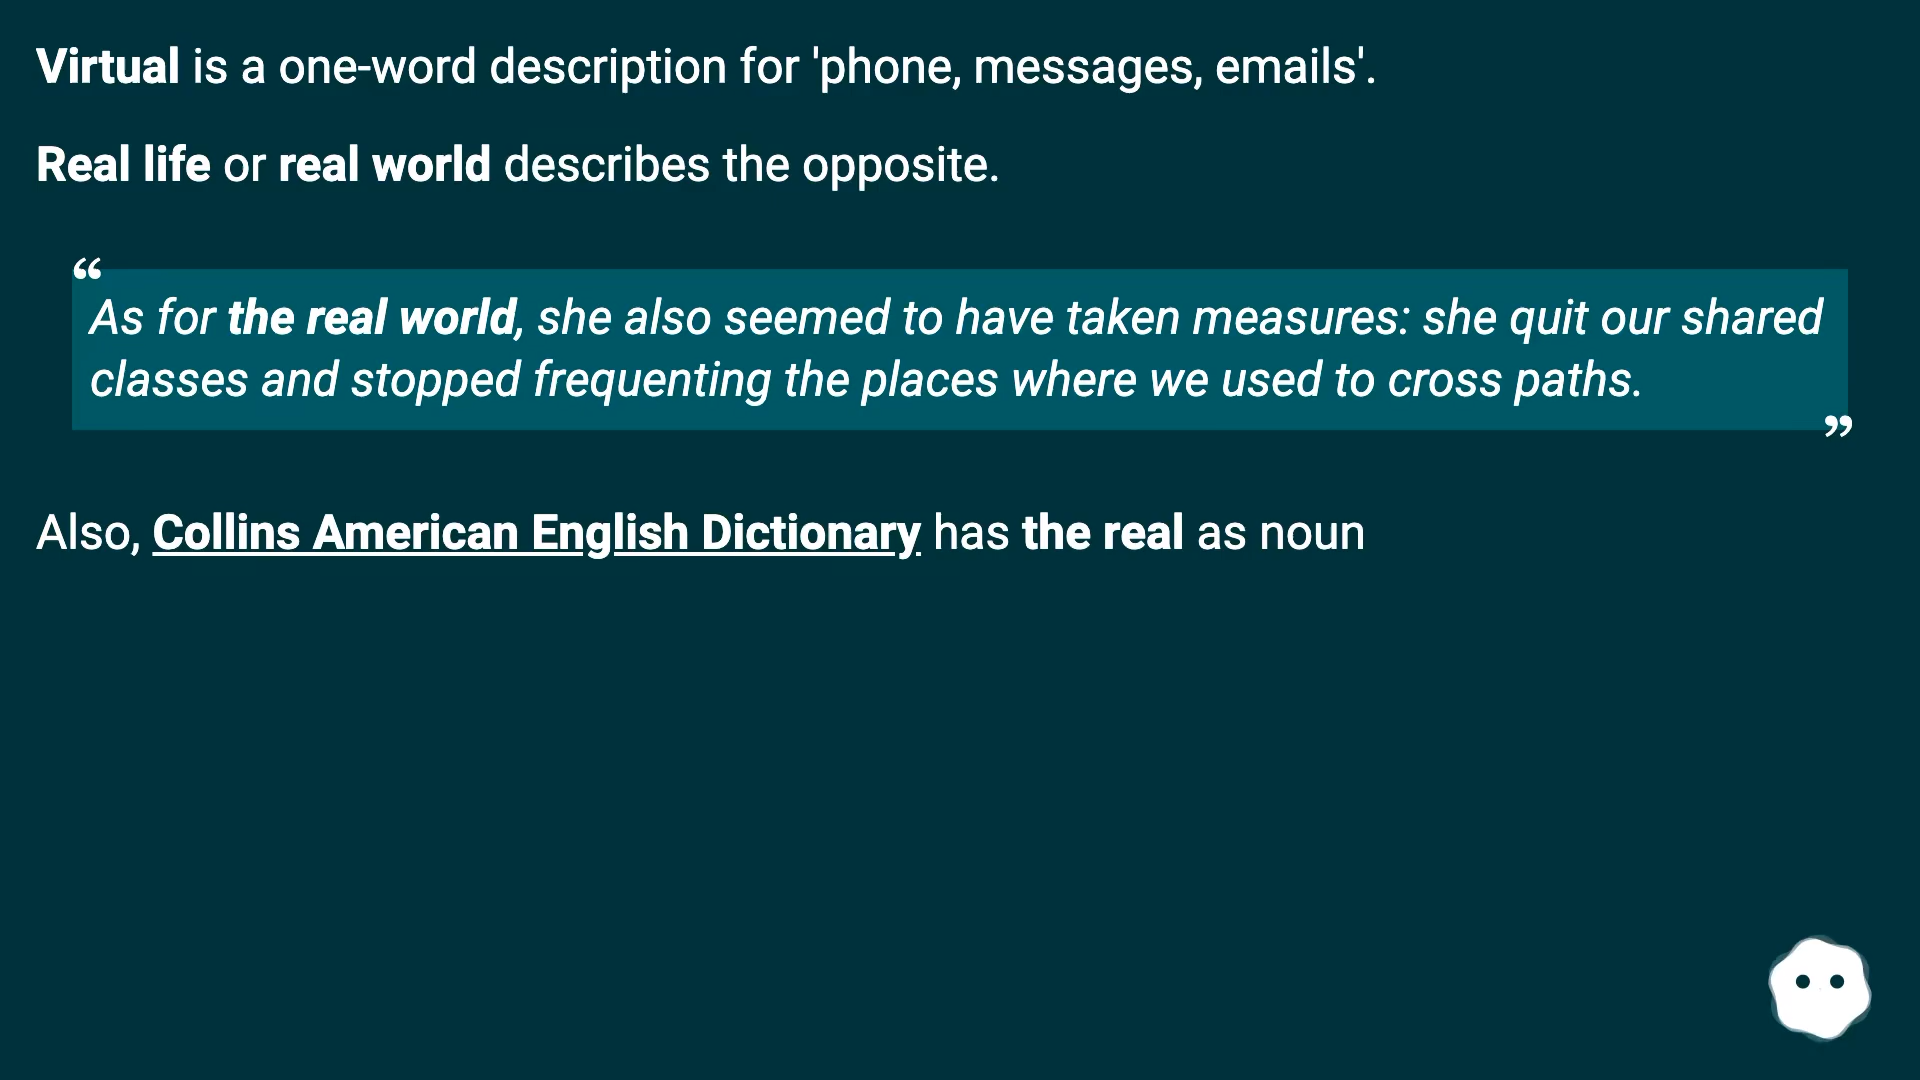 Virtual is a one-word description for 'phone, messages, emails'.
Real life or real world describes the opposite.
“
As for the real world, she also seemed to have taken measures: she quit our shared
classes and stopped frequenting the places where we used to cross paths.
”
Also, Collins American English Dictionary has the real as noun